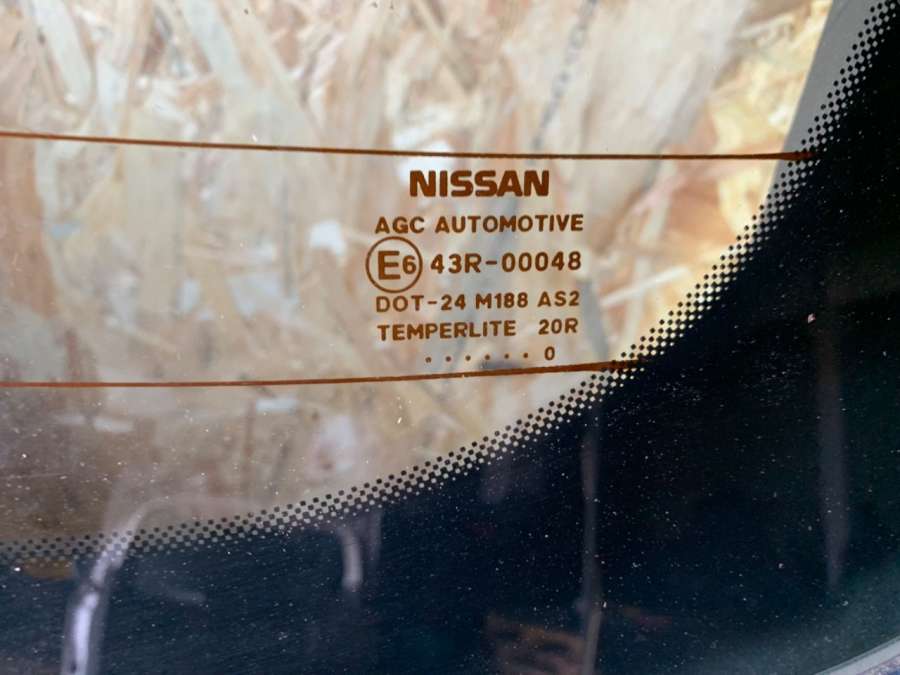 NISSAN
AGC AUTOMOTIVE
E6 43R-00048
DOT-24 M188 AS2
TEMPERLITE 20R
. . . . . . 0